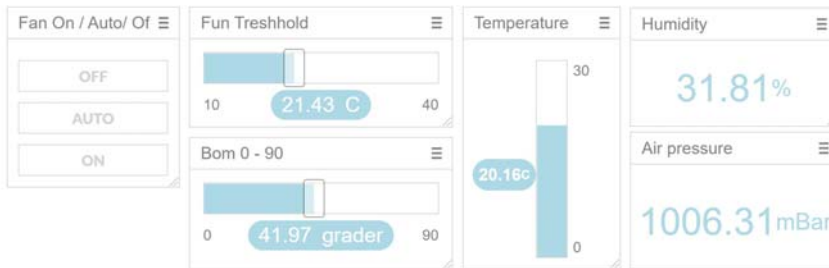 Fan On / Auto/ Of
OFF
AUTO
ON
Fun Treshhold
10
21.43 C
40
Bom 0 - 90
0
41.97 grader
90
Temperature
30
20.16C
0
Humidity
31.81%
Air pressure
1006.31mBar